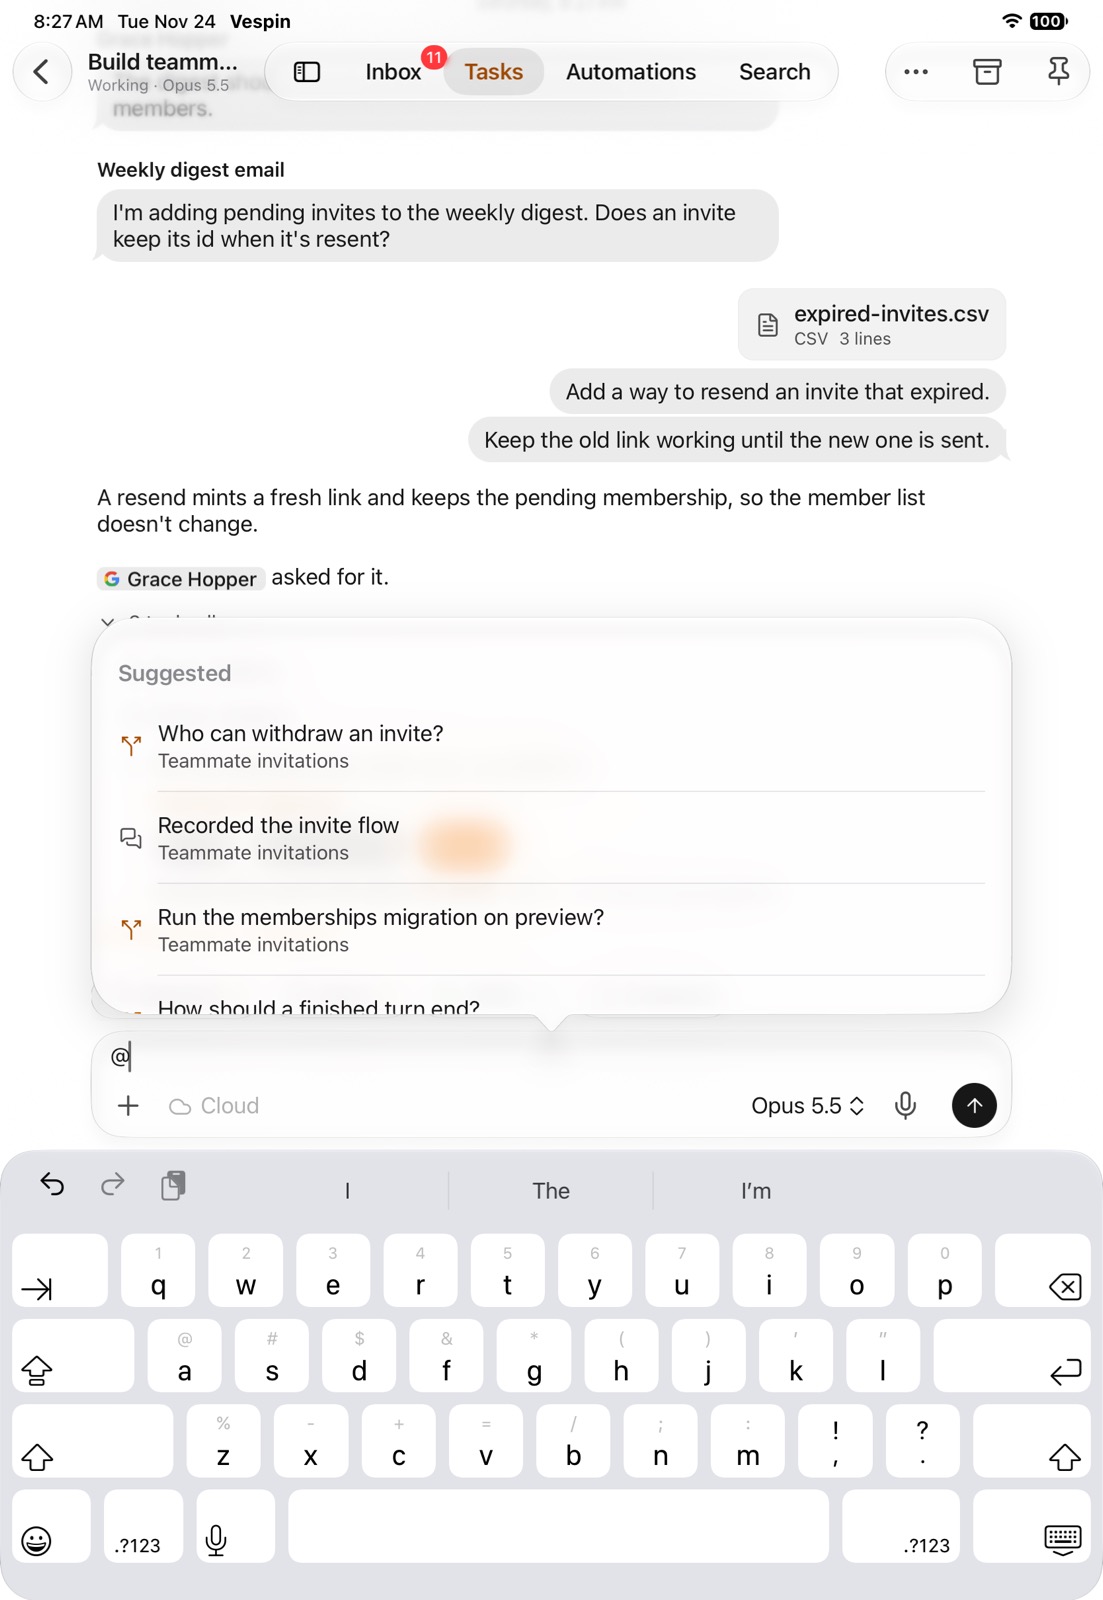 8:27 AM Tue Nov 24 Vespin
100
Build teamm...
Working · Opus 5.5
Inbox
11
Tasks
Automations
Search
members.
Weekly digest email
I'm adding pending invites to the weekly digest. Does an invite
keep its id when it's resent?
expired-invites.csv
CSV 3 lines
Add a way to resend an invite that expired.
Keep the old link working until the new one is sent.
A resend mints a fresh link and keeps the pending membership, so the member list
doesn't change.
Grace Hopper asked for it.
Suggested
Who can withdraw an invite?
Teammate invitations
Recorded the invite flow
Teammate invitations
Run the memberships migration on preview?
Teammate invitations
How should a finished turn end?
@
Cloud
Opus 5.5
I
The
I'm
1 2 3 4 5 6 7 8 9 0
q w e r t y u i o p
@ # $ & * ( ) ' "
a s d f g h j k l
% - + = / ; : ! ?
z x c v b n m , .
.?123
.?123